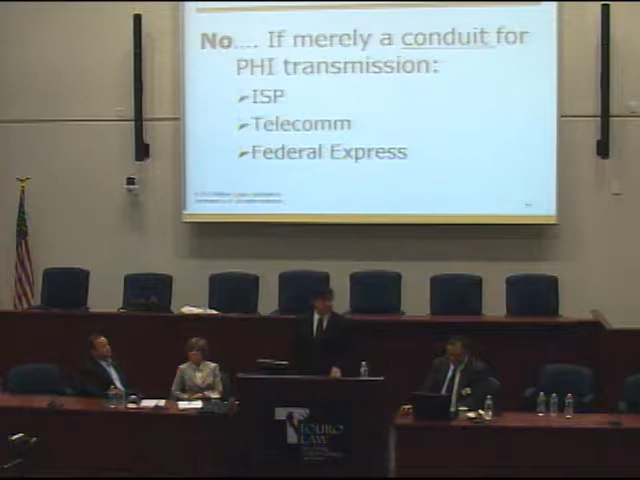 No.... If merely a conduit for
PHI transmission:
➢ISP
➢Telecomm
➢Federal Express
TOURO
LAW